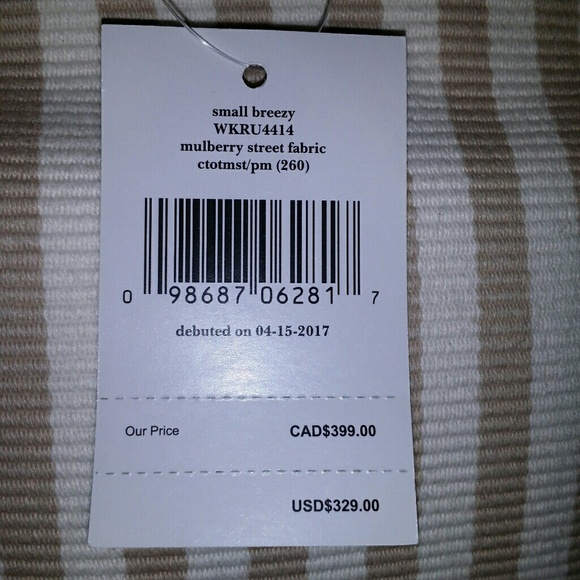 small breezy
WKRU4414
mulberry street fabric
ctotmst/pm (260)
0 98687 06281 7
debuted on 04-15-2017
Our Price CAD$399.00
USD$329.00